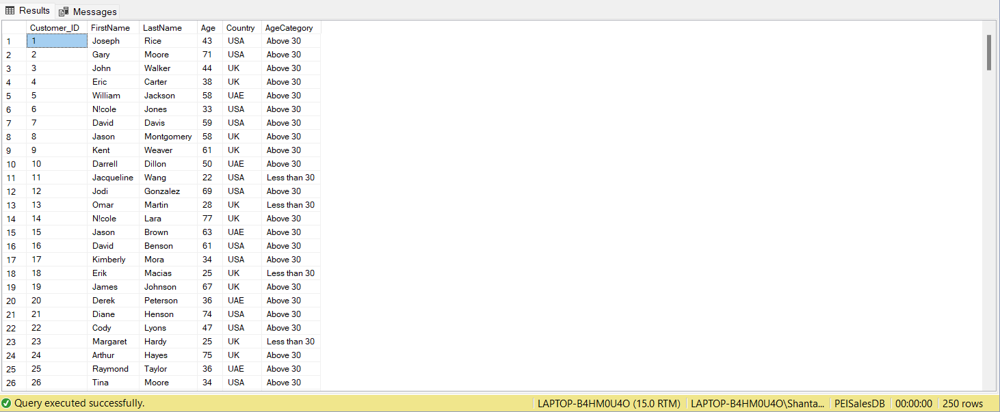 Results Messages
Customer_ID FirstName LastName Age Country AgeCategory
1 1 Joseph Rice 43 USA Above 30
2 2 Gary Moore 71 USA Above 30
3 3 John Walker 44 UK Above 30
4 4 Eric Carter 38 UK Above 30
5 5 William Jackson 58 UAE Above 30
6 6 N!cole Jones 33 USA Above 30
7 7 David Davis 59 USA Above 30
8 8 Jason Montgomery 58 UK Above 30
9 9 Kent Weaver 61 UK Above 30
10 10 Darrell Dillon 50 UAE Above 30
11 11 Jacqueline Wang 22 USA Less than 30
12 12 Jodi Gonzalez 69 USA Above 30
13 13 Omar Martin 28 UK Less than 30
14 14 N!cole Lara 77 UK Above 30
15 15 Jason Brown 63 UAE Above 30
16 16 David Benson 61 USA Above 30
17 17 Kimberly Mora 34 USA Above 30
18 18 Erik Macias 25 UK Less than 30
19 19 James Johnson 67 UK Above 30
20 20 Derek Peterson 36 UAE Above 30
21 21 Diane Henson 74 USA Above 30
22 22 Cody Lyons 47 USA Above 30
23 23 Margaret Hardy 25 UK Less than 30
24 24 Arthur Hayes 75 UK Above 30
25 25 Raymond Taylor 36 UAE Above 30
26 26 Tina Moore 34 USA Above 30
Query executed successfully. LAPTOP-B4HM0U4O (15.0 RTM) LAPTOP-B4HM0U4O\Shanta... PEISalesDB 00:00:00 250 rows